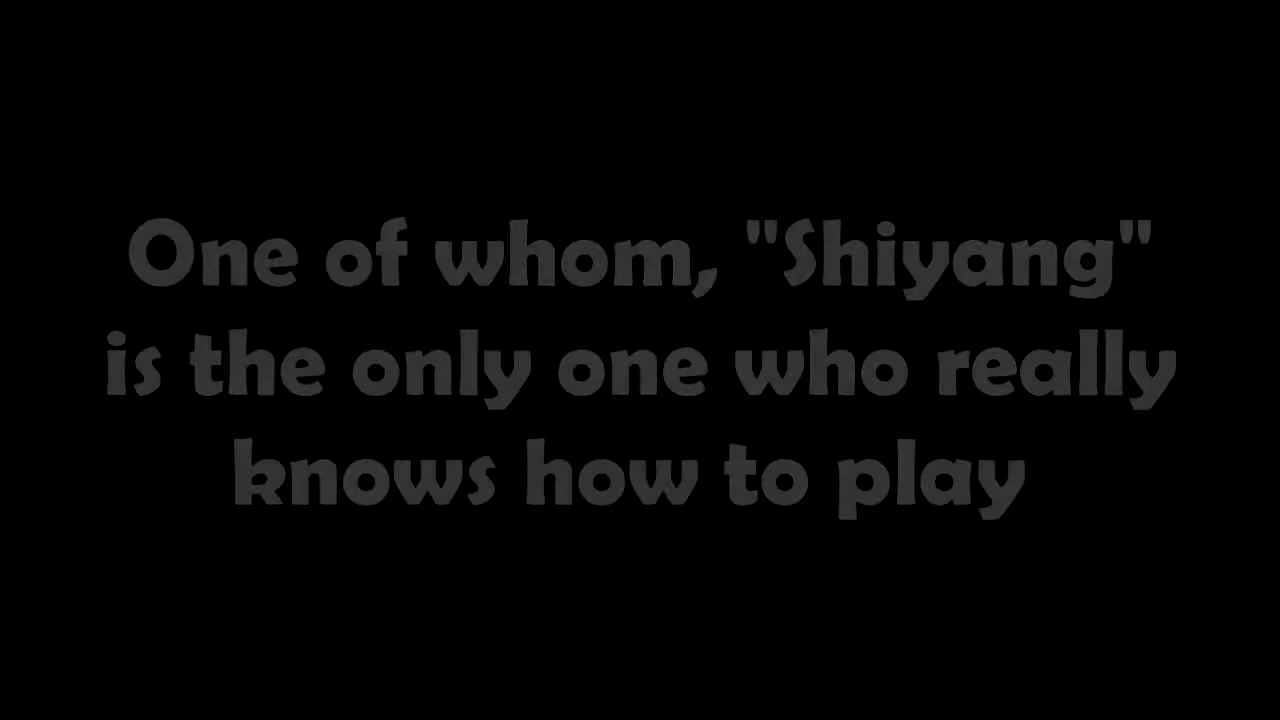 One of whom, "Shiyang"
is the only one who really
knows how to play